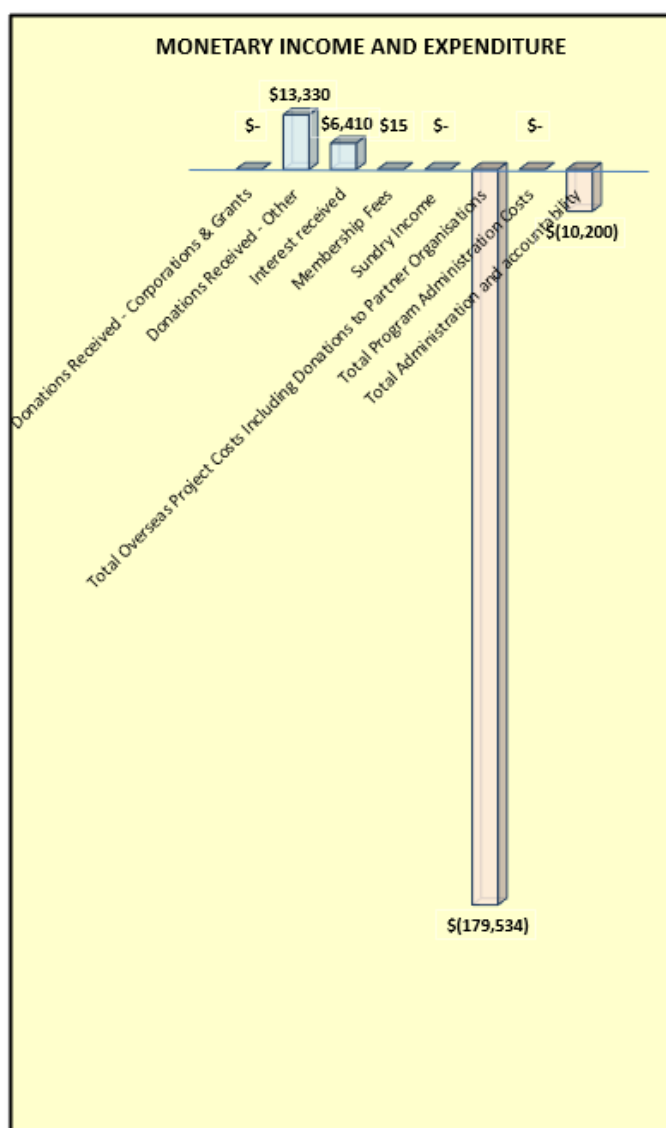 MONETARY INCOME AND EXPENDITURE
$-
$13,330
$6,410
$15
$-
$-
$(10,200)
$(179,534)
Donations Received - Corporations & Grants
Donations Received - Other
Interest received
Membership Fees
Sundry Income
Total Overseas Project Costs Including Donations to Partner Organisations
Total Program Administration Costs
Total Administration and accountability